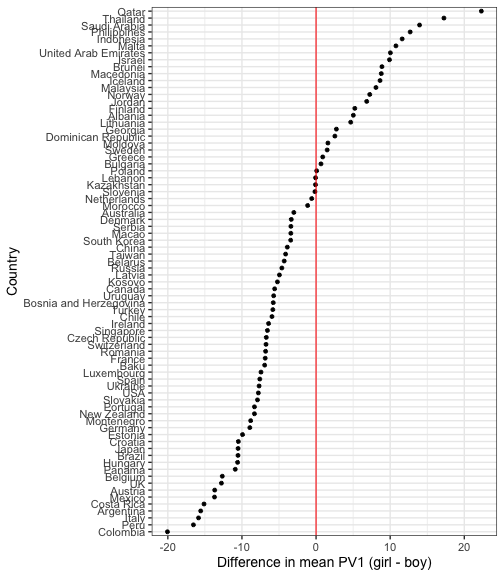 Qatar
Thailand
Saudi Arabia
Philippines
Indonesia
Malta
United Arab Emirates
Israel
Brunei
Macedonia
Iceland
Malaysia
Norway
Jordan
Finland
Albania
Lithuania
Georgia
Dominican Republic
Moldova
Sweden
Greece
Bulgaria
Poland
Lebanon
Kazakhstan
Slovenia
Netherlands
Morocco
Australia
Denmark
Serbia
Macao
South Korea
China
Taiwan
Belarus
Russia
Latvia
Kosovo
Canada
Uruguay
Bosnia and Herzegovina
Turkey
Chile
Ireland
Singapore
Czech Republic
Switzerland
Romania
France
Baku
Luxembourg
Spain
Ukraine
USA
Slovakia
Portugal
New Zealand
Montenegro
Germany
Estonia
Croatia
Japan
Brazil
Hungary
Panama
Belgium
UK
Austria
Mexico
Costa Rica
Argentina
Italy
Peru
Colombia
Country
-20 -10 0 10 20
Difference in mean PV1 (girl - boy)